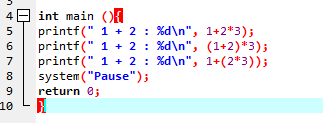 4 int main (){
5 printf(" 1 + 2 : %d\n", 1+2*3);
6 printf(" 1 + 2 : %d\n", (1+2)*3);
7 printf(" 1 + 2 : %d\n", 1+(2*3));
8 system("Pause");
9 return 0;
10 }